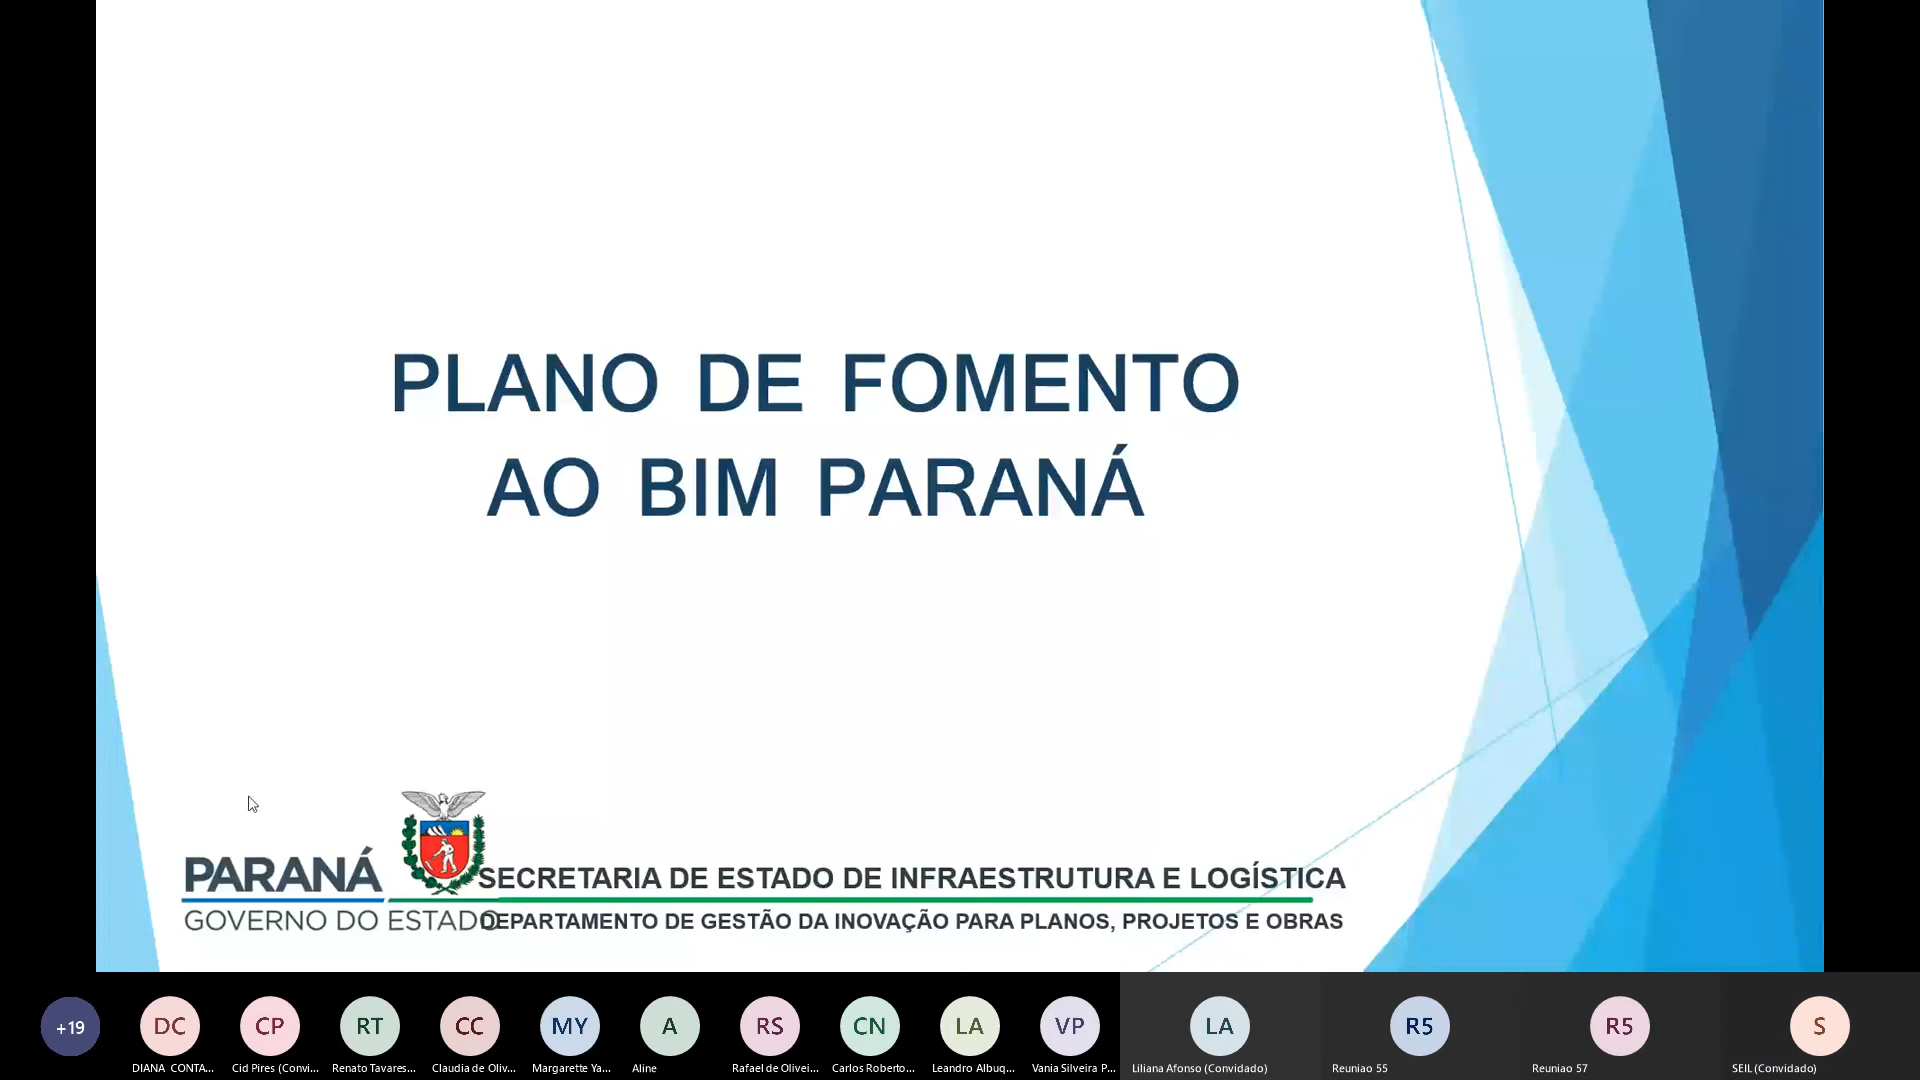 PLANO DE FOMENTO
AO BIM PARANÁ
PARANÁ
GOVERNO DO ESTADO
SECRETARIA DE ESTADO DE INFRAESTRUTURA E LOGÍSTICA
DEPARTAMENTO DE GESTÃO DA INOVAÇÃO PARA PLANOS, PROJETOS E OBRAS
+19
DC
CP
RT
CC
MY
A
RS
CN
LA
VP
LA
R5
R5
S
DIANA CONTA...
Cid Pires (Convi...
Renato Tavares...
Claudia de Oliv...
Margarette Ya...
Aline
Rafael de Olivei...
Carlos Roberto...
Leandro Albuq...
Vania Silveira P...
Liliana Afonso (Convidado)
Reuniao 55
Reuniao 57
SEIL (Convidado)